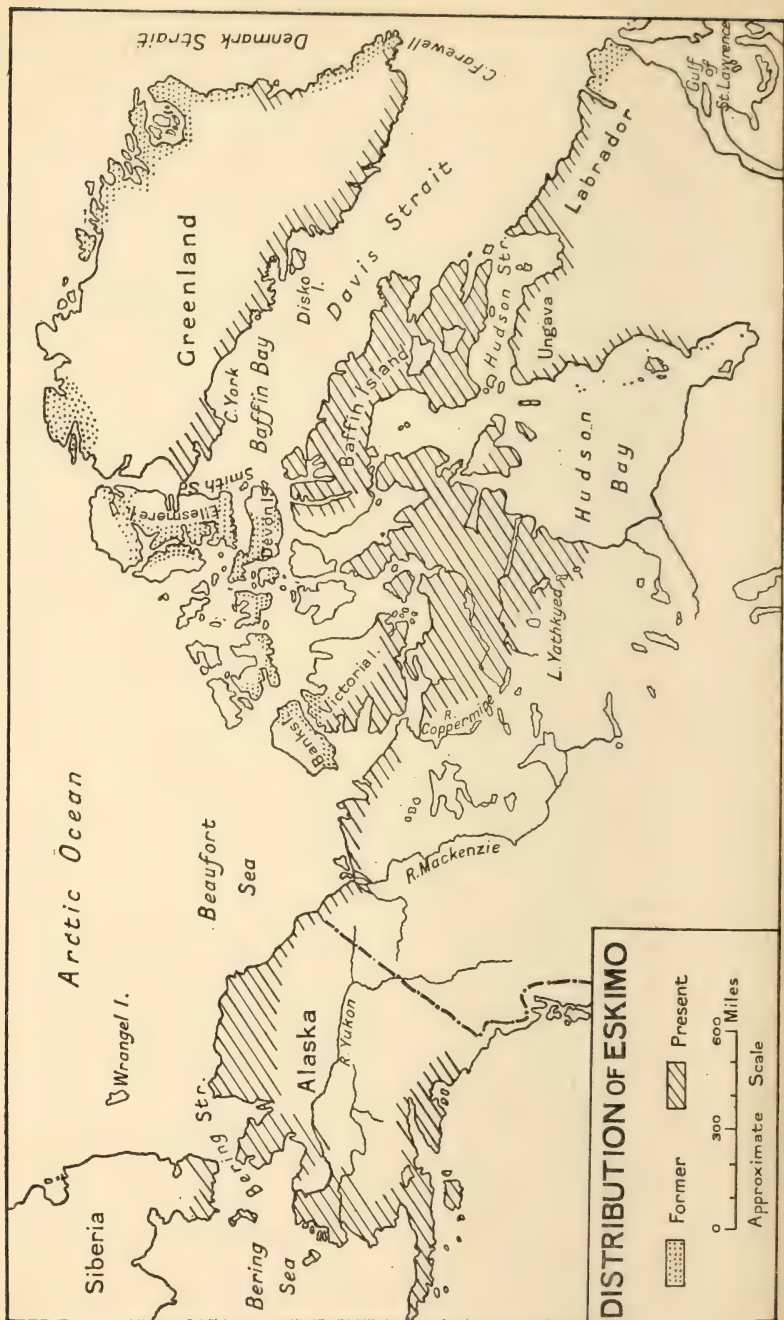 Arctic Ocean
Siberia
Wrangel I.
Bering Str.
Bering
Sea
Beaufort
Sea
Alaska
R. Yukon
R. Mackenzie
Banks I.
Victoria I.
R.
Coppermine
L. Yathkyed
Ellesmere I.
Smith S.
Devon I.
Greenland
C. York
Baffin Bay
Disko
I.
Davis Strait
Baffin Island
Hudson Str.
&
Ungava
Hudson
Bay
Labrador
Gulf
of
St. Lawrence
C. Farewell
Denmark Strait
DISTRIBUTION OF ESKIMO
Former
Present
0 300 600
Miles
Approximate Scale